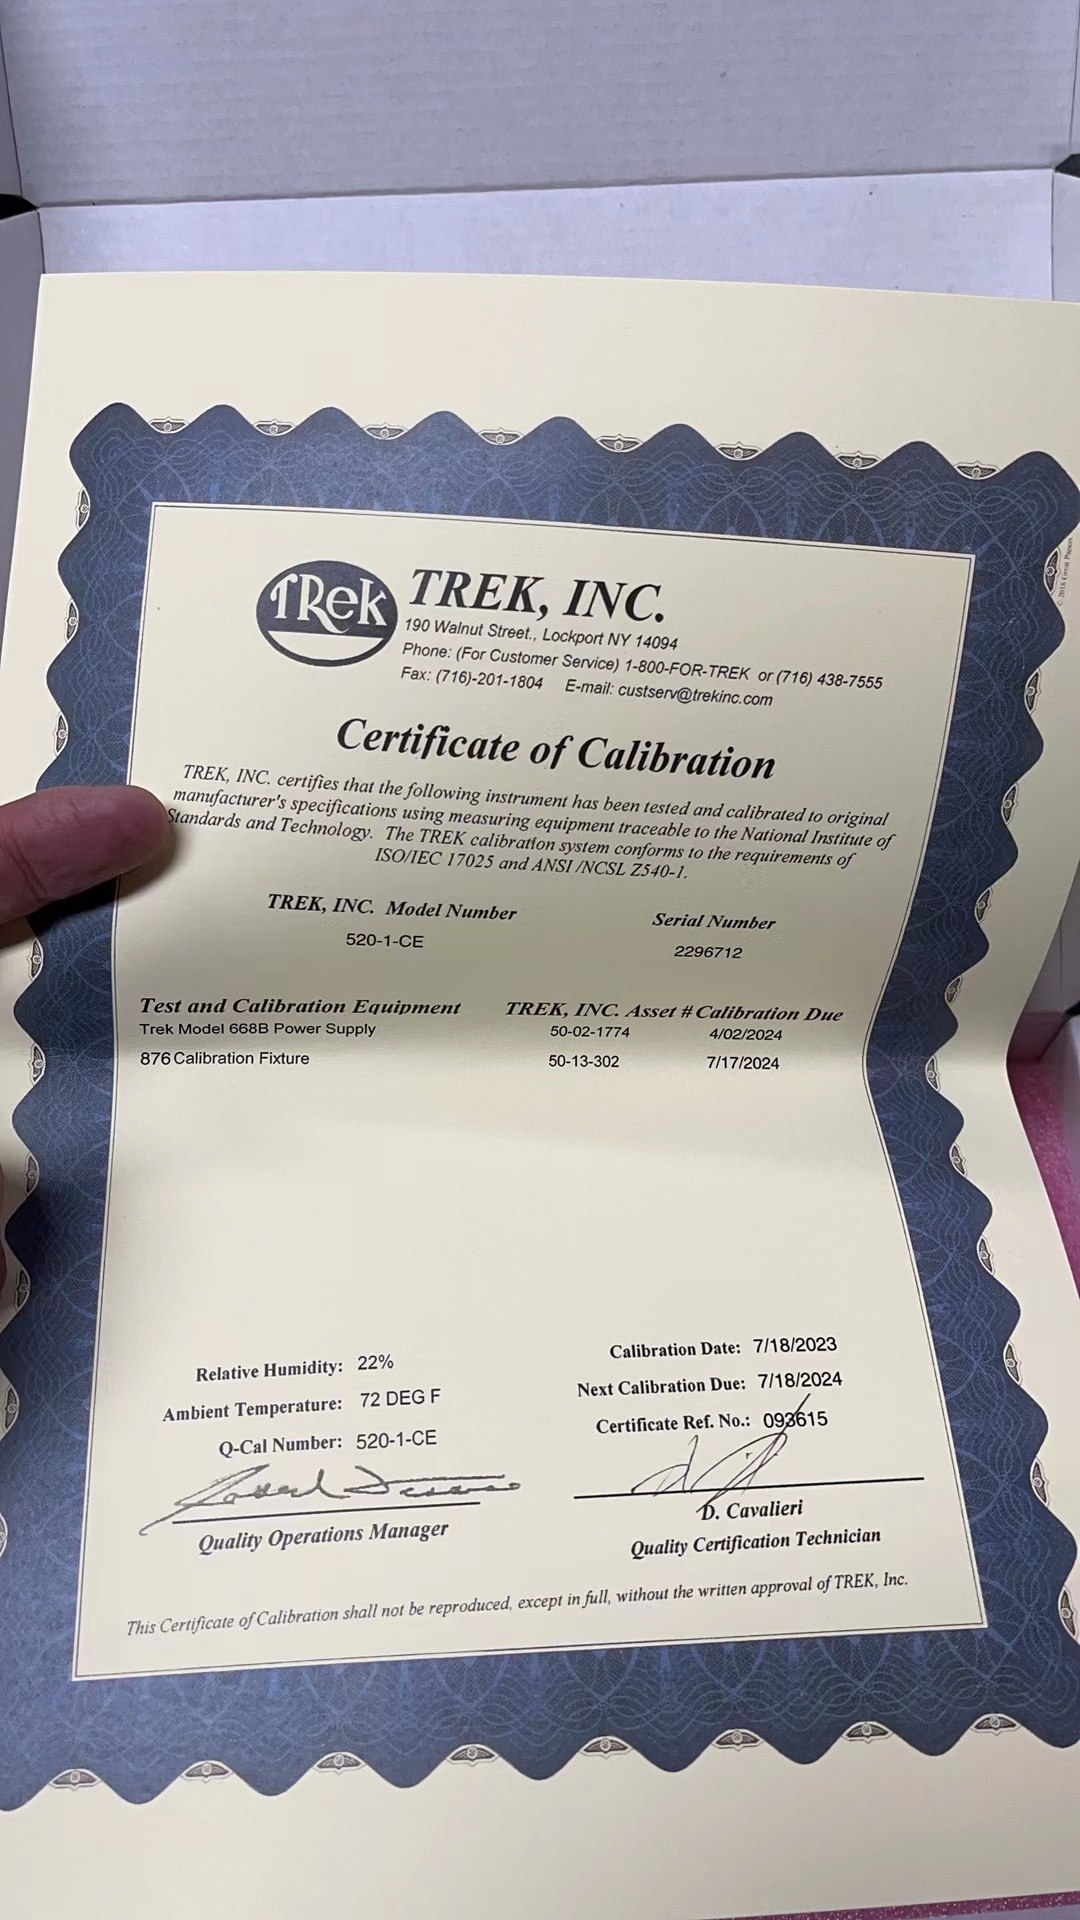 TRek
TREK, INC.
190 Walnut Street., Lockport NY 14094
Phone: (For Customer Service) 1-800-FOR-TREK or (716) 438-7555
Fax: (716)-201-1804 E-mail: custserv@trekinc.com
Certificate of Calibration
TREK, INC. certifies that the following instrument has been tested and calibrated to original
manufacturer's specifications using measuring equipment traceable to the National Institute of
Standards and Technology. The TREK calibration system conforms to the requirements of
ISO/IEC 17025 and ANSI /NCSL Z540-1.
TREK, INC. Model Number Serial Number
520-1-CE 2296712
Test and Calibration Equipment TREK, INC. Asset # Calibration Due
Trek Model 668B Power Supply 50-02-1774 4/02/2024
876 Calibration Fixture 50-13-302 7/17/2024
Relative Humidity: 22% Calibration Date: 7/18/2023
Ambient Temperature: 72 DEG F Next Calibration Due: 7/18/2024
Q-Cal Number: 520-1-CE Certificate Ref. No.: 093615
D. Cavalieri
Quality Operations Manager Quality Certification Technician
This Certificate of Calibration shall not be reproduced, except in full, without the written approval of TREK, Inc.